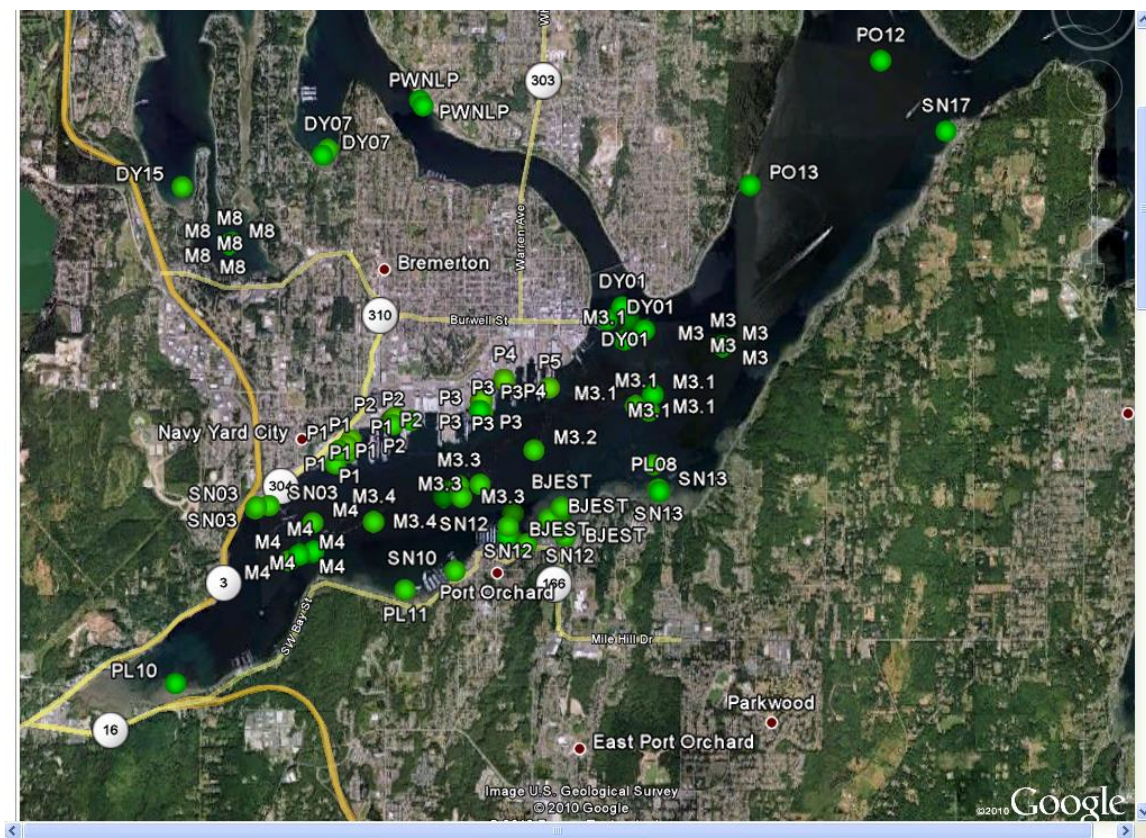 PO12
303
PWNLP
PWNLP
SN17
DY07
DY07
DY15
PO13
M8
M8
M8
M8
M8
M8
Warren Ave
Bremerton
DY01
310
Burwell St
M3.1
DY01
M3
M3
M3
DY01
M3
M3
P4
P5
M3.1
M3.1
P2
P2
P3
P3
P4
M3.1
M3.1
M3.1
Navy Yard City
P1
P1
P1
P2
P3
P3
P3
P1
P1
P2
M3.2
P1
P1
M3.3
PL08
304
M3.3
BJEST
SN13
SN03
SN03
M3.4
M3.3
BJEST
SN13
SN03
M4
M3.4
SN12
BJEST
BJEST
M4
M4
M4
M4
M4
SN10
SN12
SN12
3
Port Orchard
166
PL11
SW Bay St
Mile Hill Dr
PL10
Parkwood
16
East Port Orchard
Image U.S. Geological Survey
© 2010 Google
©2010 Google